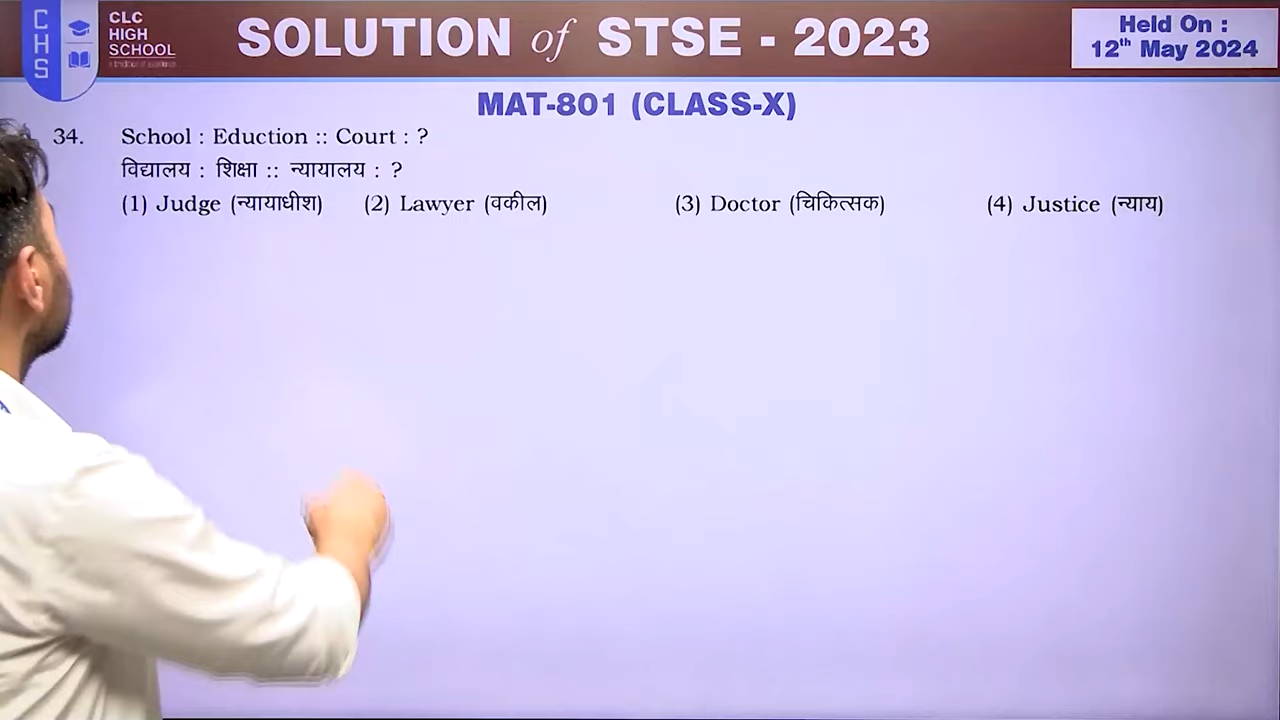 CHS
CLC
HIGH
SCHOOL
SOLUTION of STSE - 2023
Held On :
12th May 2024
MAT-801 (CLASS-X)
34. School : Eduction :: Court : ?
विद्यालय : शिक्षा :: न्यायालय : ?
(1) Judge (न्यायाधीश) (2) Lawyer (वकील) (3) Doctor (चिकित्सक) (4) Justice (न्याय)